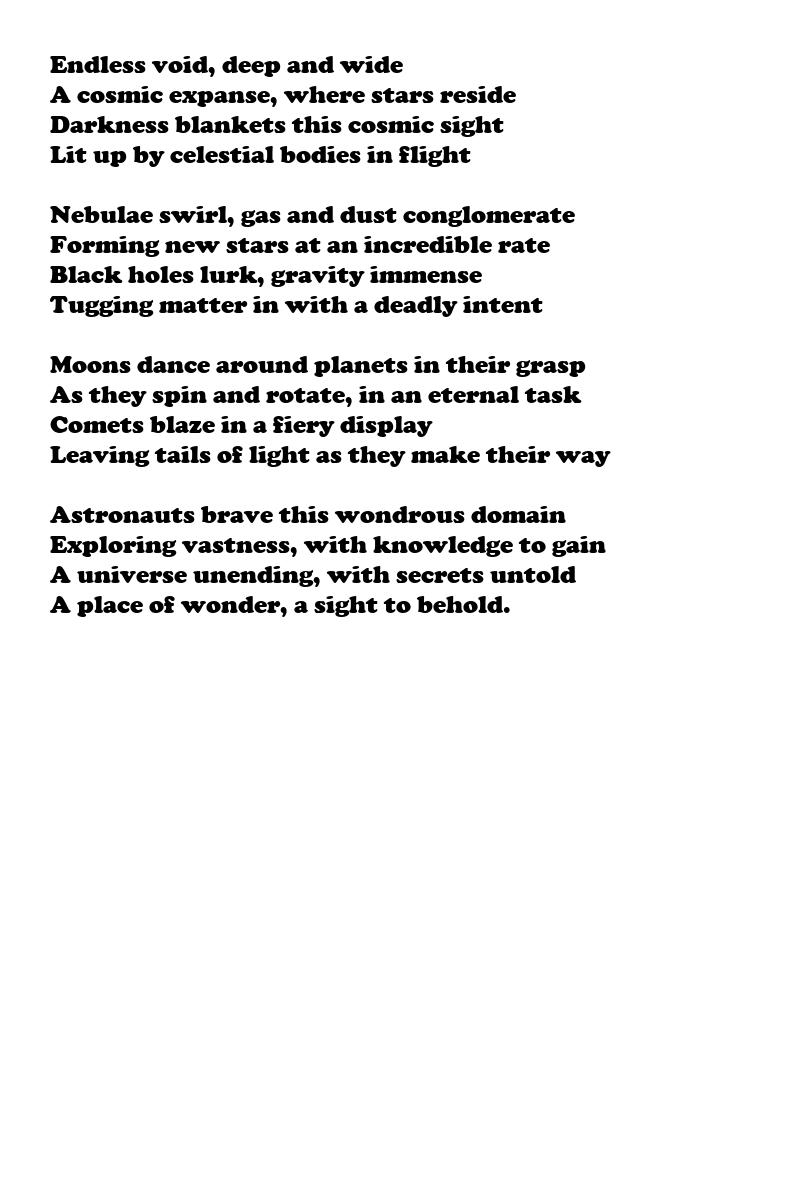 Endless void, deep and wide
A cosmic expanse, where stars reside
Darkness blankets this cosmic sight
Lit up by celestial bodies in flight

Nebulae swirl, gas and dust conglomerate
Forming new stars at an incredible rate
Black holes lurk, gravity immense
Tugging matter in with a deadly intent

Moons dance around planets in their grasp
As they spin and rotate, in an eternal task
Comets blaze in a fiery display
Leaving tails of light as they make their way

Astronauts brave this wondrous domain
Exploring vastness, with knowledge to gain
A universe unending, with secrets untold
A place of wonder, a sight to behold.